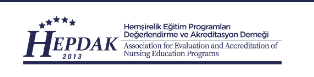 HEPDAK
2013
Hemşirelik Eğitim Programları
Değerlendirme ve Akreditasyon Derneği
Association for Evaluation and Accreditation of
Nursing Education Programs